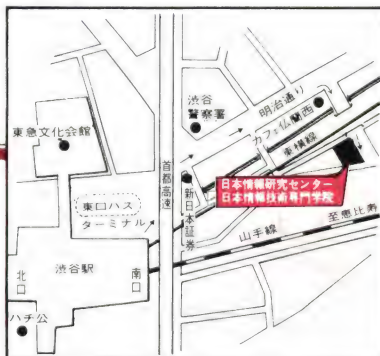 渋谷
警察署
明治通り
カフェ仏蘭西
東横線
東急文化会館
首都高速
新日本証券
日本情報研究センター
日本情報技術専門学院
東口バス
ターミナル
山手線
至恵比寿
渋谷駅
北口
南口
ハチ公